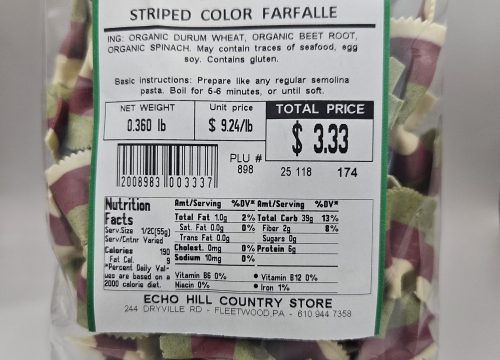 STRIPED COLOR FARFALLE
ING: ORGANIC DURUM WHEAT, ORGANIC BEET ROOT,
ORGANIC SPINACH. May contain traces of seafood, egg
soy. Contains gluten.
Basic instructions: Prepare like any regular semolina
pasta. Boil for 5-6 minutes, or until soft.
NET WEIGHT
0.360 lb
Unit price
$ 9.24/lb
TOTAL PRICE
$ 3.33
PLU #
898
25 118 174
2008983 003337
Nutrition
Facts
Serv.Size 1/2C(55g)
Serv/Cntnr Varied
Calories 190
Fat Cal. 9
*Percent Daily Val-
ues are based on a
2000 calorie diet.
Amt/Serving %DV* Amt/Serving %DV*
Total Fat 1.0g 2% Total Carb 39g 13%
Sat. Fat 0.0g 0% Fiber 2g 8%
Trans Fat 0.0g Sugars 0g
Cholest. 0mg 0% Protein 6g
Sodium 10mg 0%
Vitamin B6 0% • Vitamin B12 0%
Niacin 0% • Iron 1%
ECHO HILL COUNTRY STORE
244 DRYVILLE RD - FLEETWOOD,PA - 610 944 7358